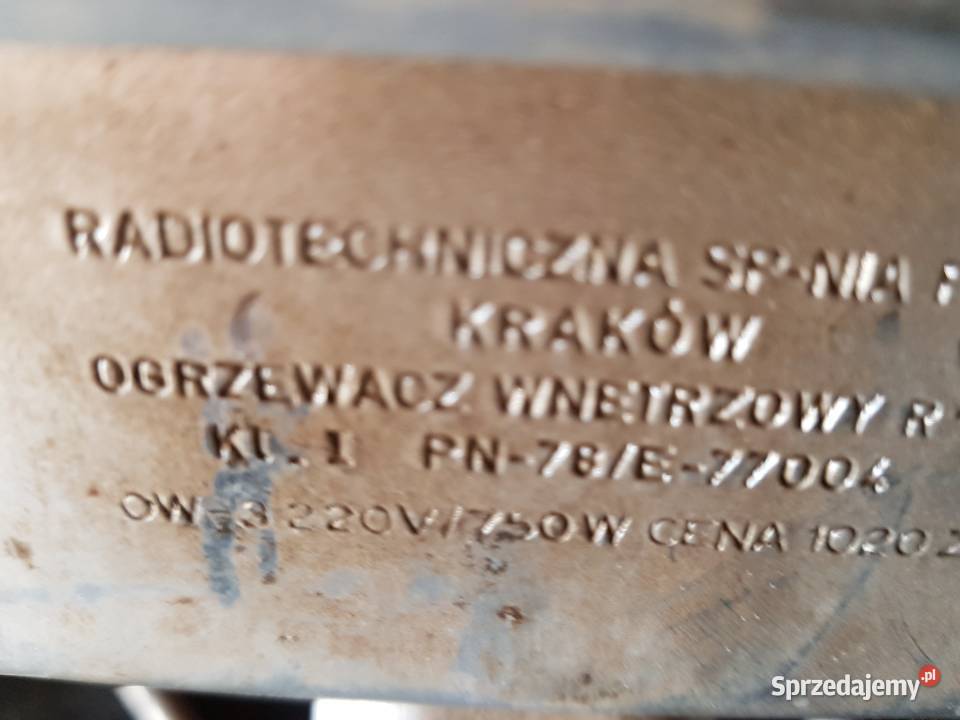 RADIOTECHNICZNA SP-NIA
KRAKÓW
OGRZEWACZ WNETRZOWY R
KL. I PN-78/E-77004
220V/750W CENA 1020 Z
Sprzedajemy.pl